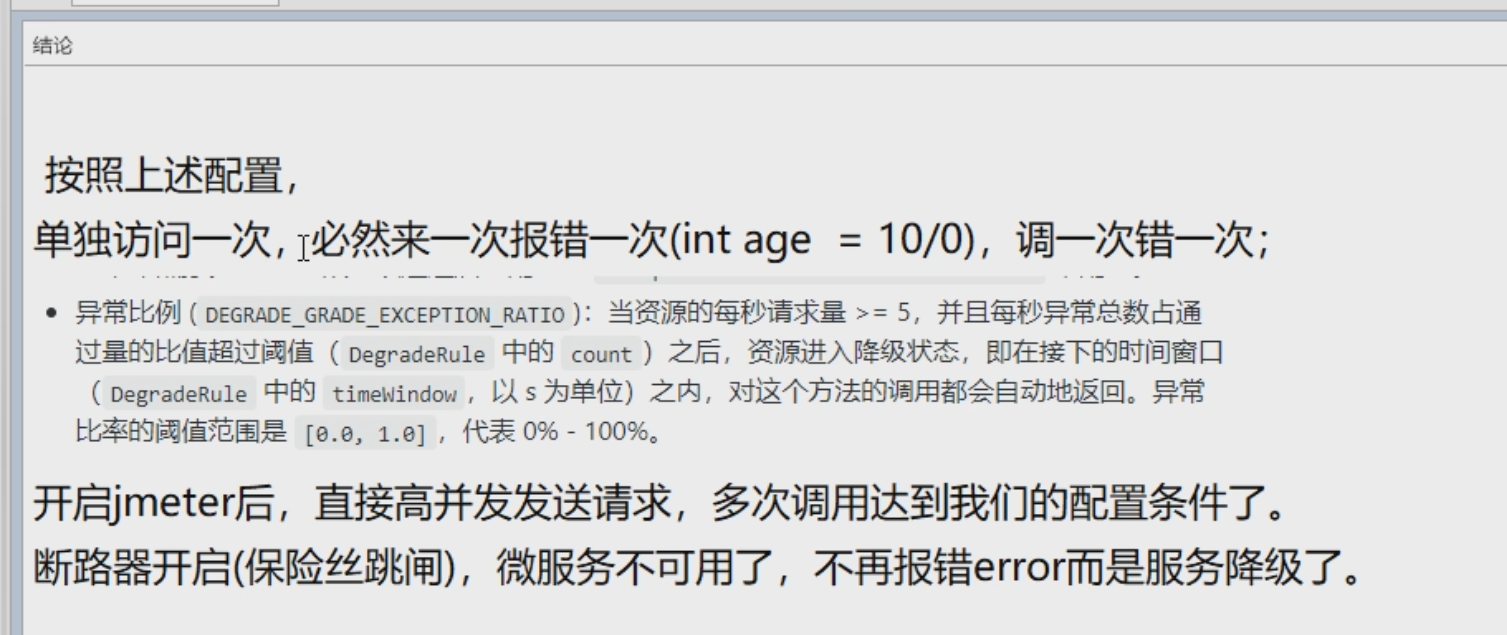 结论
按照上述配置，
单独访问一次，必然来一次报错一次(int age  = 10/0)，调一次错一次；
• 异常比例 (DEGRADE_GRADE_EXCEPTION_RATIO)：当资源的每秒请求量 >= 5，并且每秒异常总数占通
过量的比值超过阈值（DegradeRule 中的 count）之后，资源进入降级状态，即在接下的时间窗口
（DegradeRule 中的 timeWindow，以 s 为单位）之内，对这个方法的调用都会自动地返回。异常
比率的阈值范围是 [0.0, 1.0]，代表 0% - 100%。
开启jmeter后，直接高并发发送请求，多次调用达到我们的配置条件了。
断路器开启(保险丝跳闸)，微服务不可用了，不再报错error而是服务降级了。